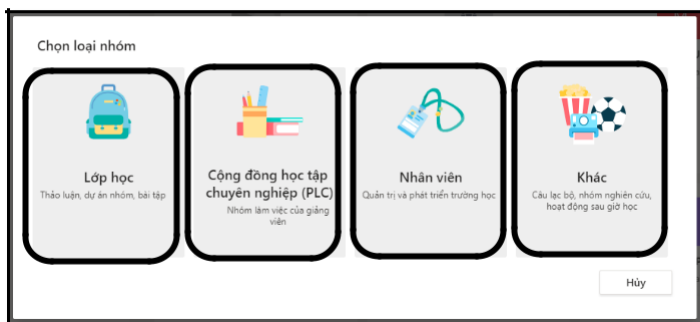 Chọn loại nhóm
Lớp học
Thảo luận, dự án nhóm, bài tập
Cộng đồng học tập
chuyên nghiệp (PLC)
Nhóm làm việc của giảng
viên
Nhân viên
Quản trị và phát triển trường học
Khác
Câu lạc bộ, nhóm nghiên cứu,
hoạt động sau giờ học
Hủy